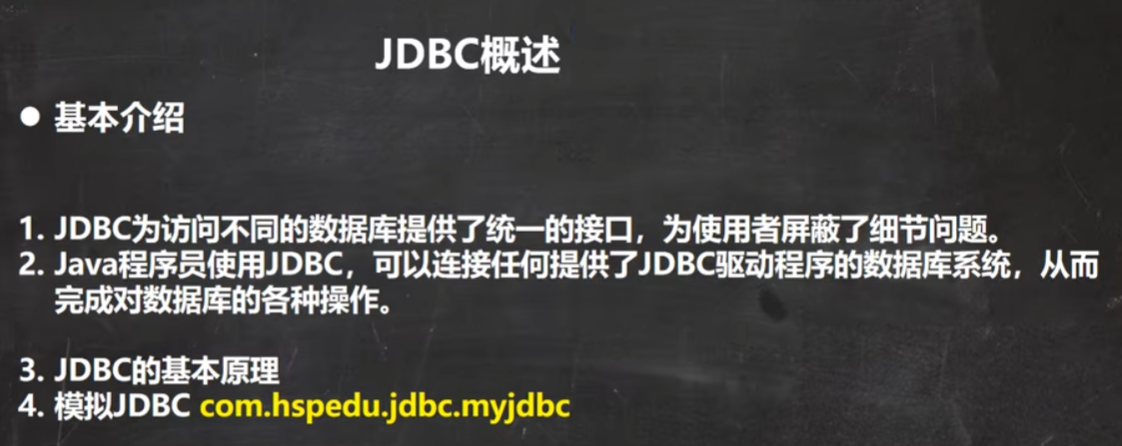 JDBC概述
● 基本介绍
1. JDBC为访问不同的数据库提供了统一的接口，为使用者屏蔽了细节问题。
2. Java程序员使用JDBC，可以连接任何提供了JDBC驱动程序的数据库系统，从而
完成对数据库的各种操作。
3. JDBC的基本原理
4. 模拟JDBC com.hspedu.jdbc.myjdbc